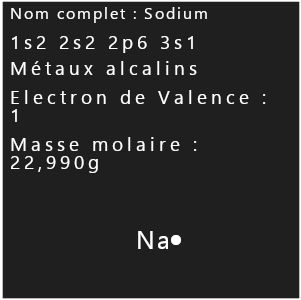 Nom complet : Sodium
1s2 2s2 2p6 3s1
Métaux alcalins
Electron de Valence :
1
Masse molaire :
22,990g
Na•